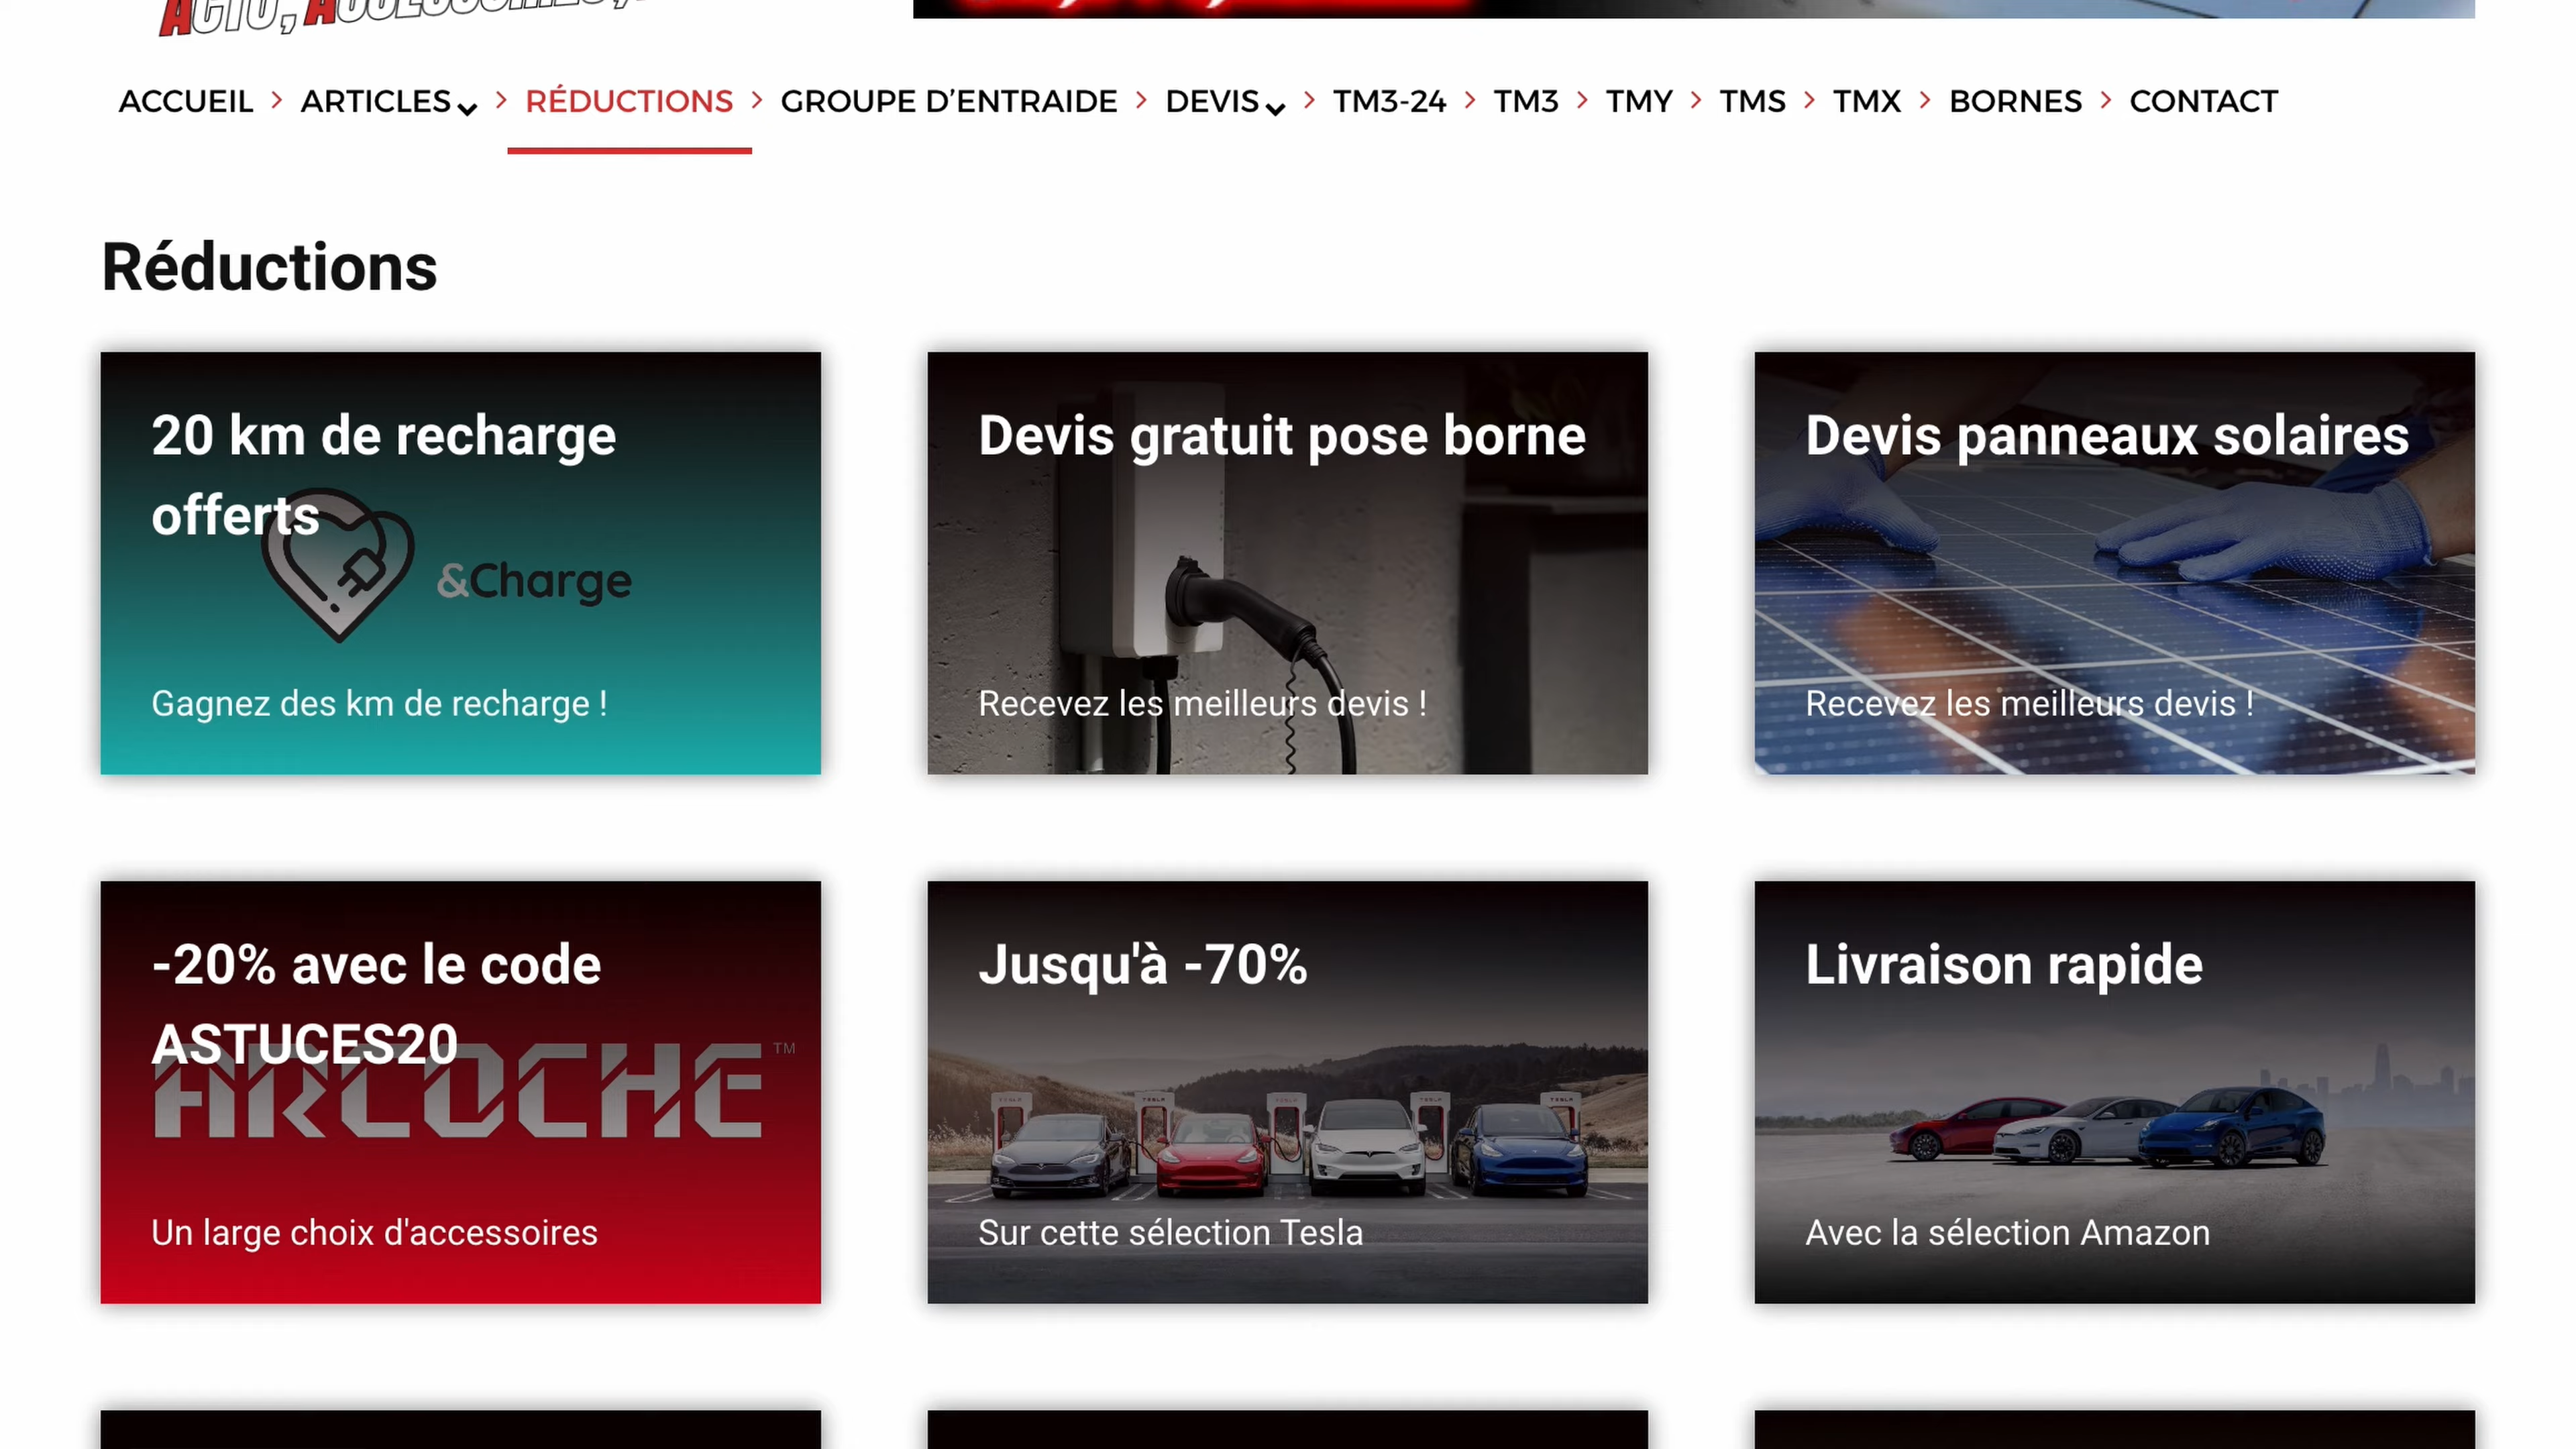 ACTU, ACCESSOIRES,
ACCUEIL > ARTICLES > RÉDUCTIONS > GROUPE D’ENTRAIDE > DEVIS > TM3-24 > TM3 > TMY > TMS > TMX > BORNES > CONTACT
Réductions
20 km de recharge
offerts
&Charge
Gagnez des km de recharge !
Devis gratuit pose borne
Recevez les meilleurs devis !
Devis panneaux solaires
Recevez les meilleurs devis !
-20% avec le code
ASTUCES20
ARCOCHE™
Un large choix d'accessoires
Jusqu'à -70%
Sur cette sélection Tesla
Livraison rapide
Avec la sélection Amazon